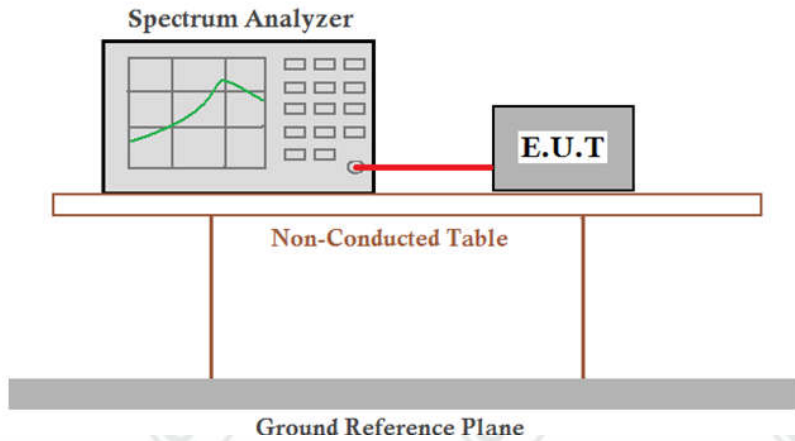 Spectrum Analyzer
E.U.T
Non-Conducted Table
Ground Reference Plane